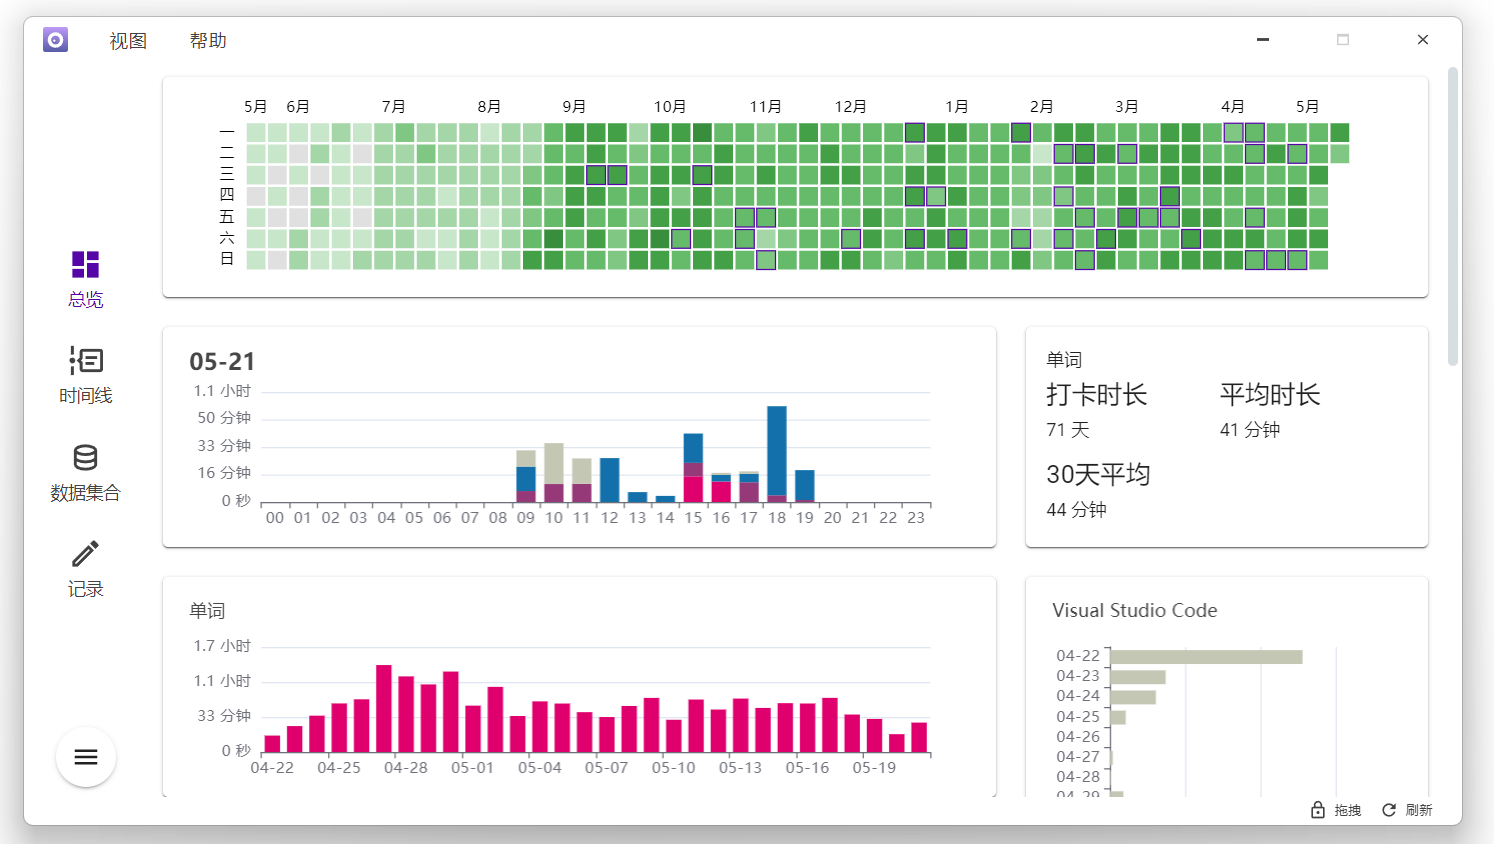 视图 帮助
5月 6月 7月 8月 9月 10月 11月 12月 1月 2月 3月 4月 5月
一
二
三
四
五
六
日
总览
时间线
数据集合
记录
05-21
1.1 小时
50 分钟
33 分钟
16 分钟
0 秒
00 01 02 03 04 05 06 07 08 09 10 11 12 13 14 15 16 17 18 19 20 21 22 23
单词
打卡时长 平均时长
71 天 41 分钟
30天平均
44 分钟
单词
1.7 小时
1.1 小时
33 分钟
0 秒
04-22 04-25 04-28 05-01 05-04 05-07 05-10 05-13 05-16 05-19
Visual Studio Code
04-22
04-23
04-24
04-25
04-26
04-27
04-28
04-29
拖拽 刷新